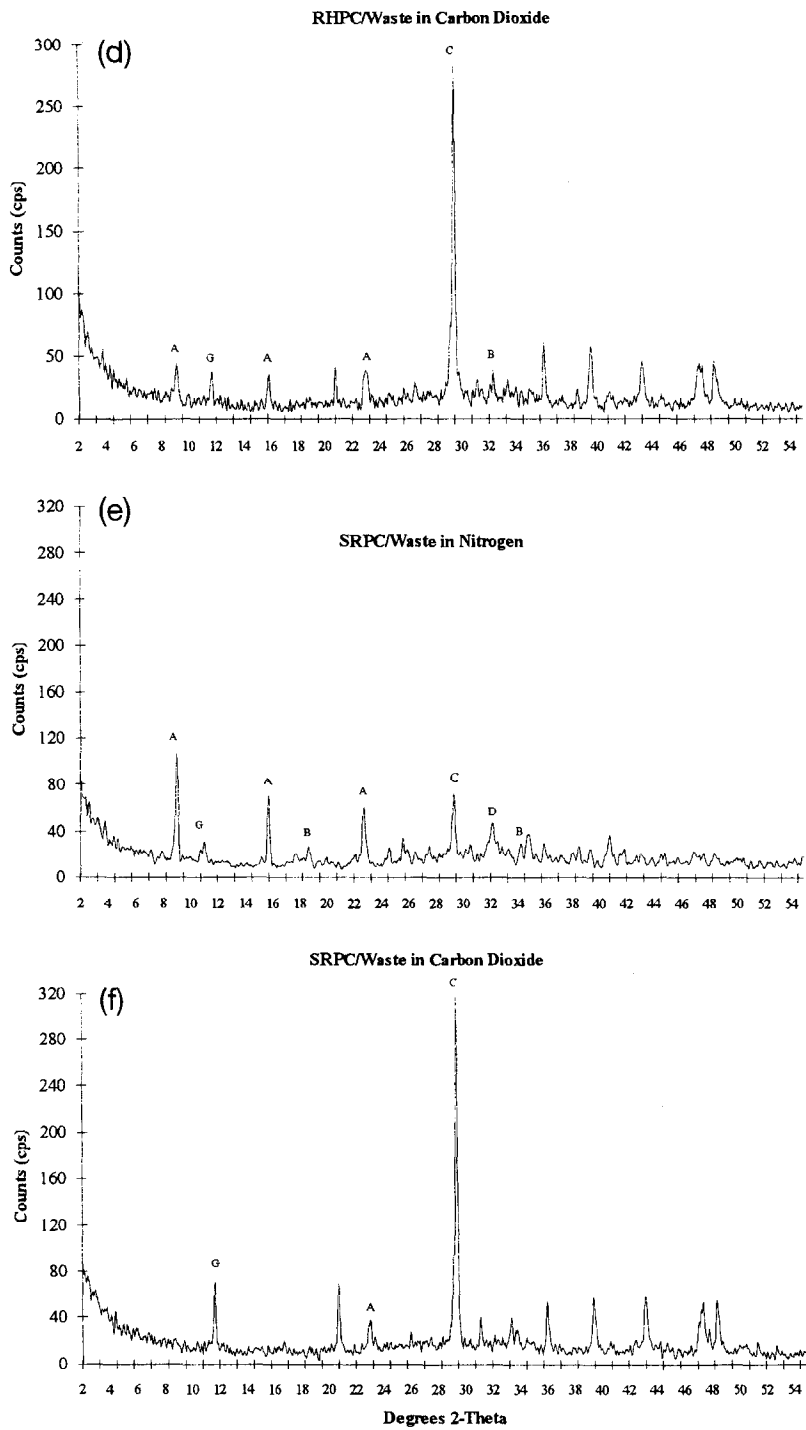 RHPC/Waste in Carbon Dioxide
(d)
C
300
250
200
150
100
50
0
Counts (cps)
A
G
A
A
B
2 4 6 8 10 12 14 16 18 20 22 24 26 28 30 32 34 36 38 40 42 44 46 48 50 52 54
(e)
SRPC/Waste in Nitrogen
320
280
240
200
160
120
80
40
0
Counts (cps)
A
G
A
B
A
C
D
B
2 4 6 8 10 12 14 16 18 20 22 24 26 28 30 32 34 36 38 40 42 44 46 48 50 52 54
SRPC/Waste in Carbon Dioxide
(f)
C
320
280
240
200
160
120
80
40
0
Counts (cps)
G
A
2 4 6 8 10 12 14 16 18 20 22 24 26 28 30 32 34 36 38 40 42 44 46 48 50 52 54
Degrees 2-Theta